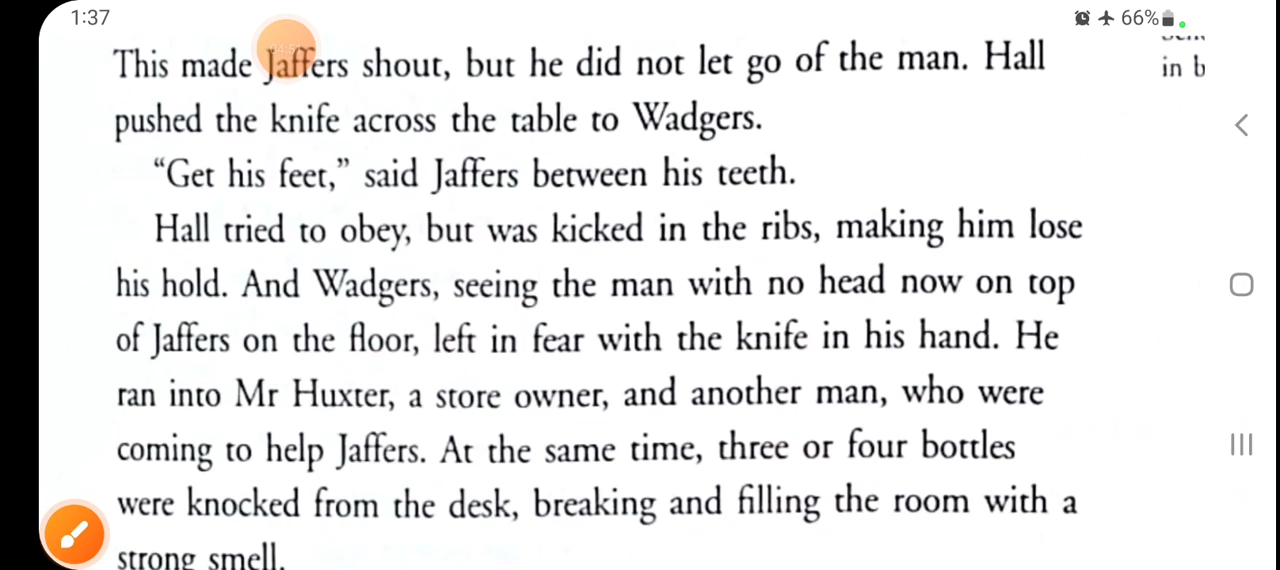 1:37
66%
This made Jaffers shout, but he did not let go of the man. Hall
pushed the knife across the table to Wadgers.
“Get his feet,” said Jaffers between his teeth.
Hall tried to obey, but was kicked in the ribs, making him lose
his hold. And Wadgers, seeing the man with no head now on top
of Jaffers on the floor, left in fear with the knife in his hand. He
ran into Mr Huxter, a store owner, and another man, who were
coming to help Jaffers. At the same time, three or four bottles
were knocked from the desk, breaking and filling the room with a
strong smell.
in b